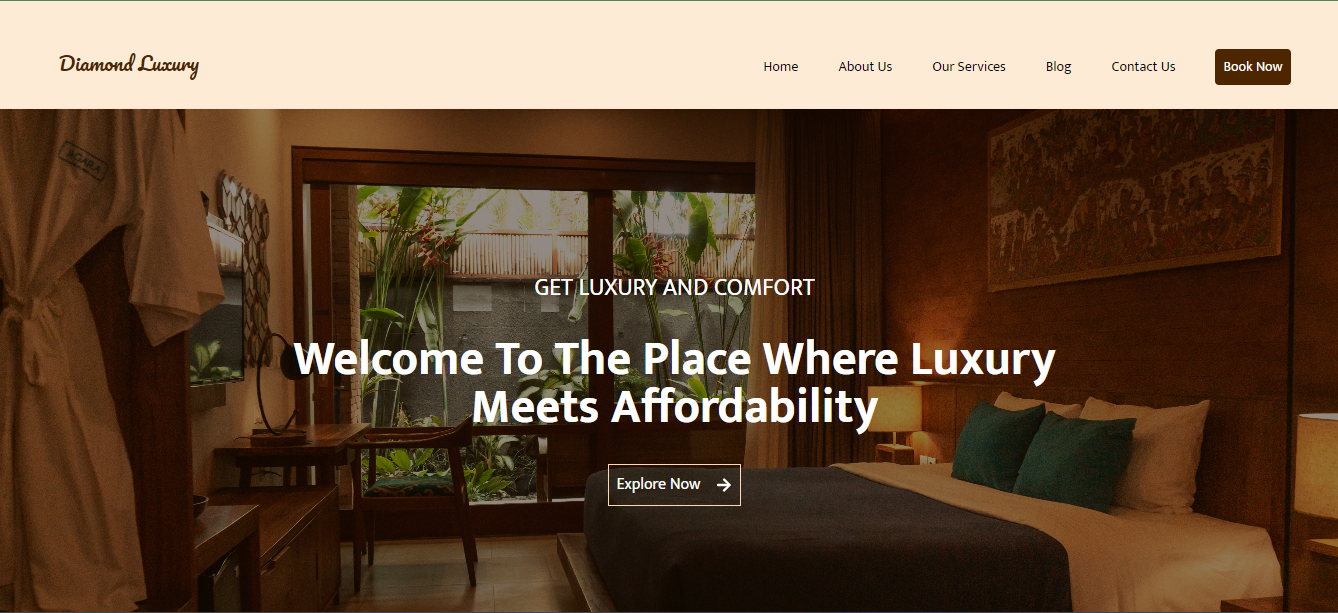 Diamond Luxury
Home
About Us
Our Services
Blog
Contact Us
Book Now
AGARA
GET LUXURY AND COMFORT
Welcome To The Place Where Luxury
Meets Affordability
Explore Now